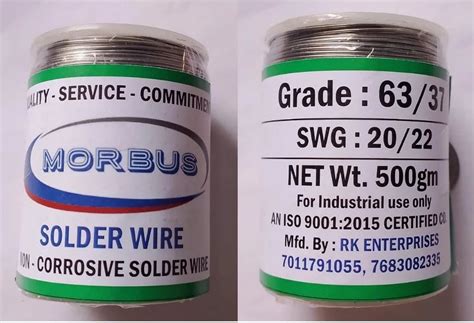 ALITY - SERVICE - COMMITMEN
MORBUS
SOLDER WIRE
ON - CORROSIVE SOLDER WIRE
Grade : 63/37
SWG : 20/22
NET Wt. 500gm
For Industrial use only
AN ISO 9001:2015 CERTIFIED CO.
Mfd. By : RK ENTERPRISES
7011791055, 7683082335